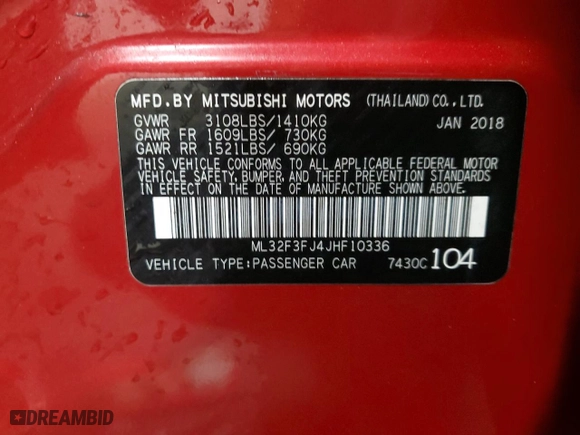 MFD.BY MITSUBISHI MOTORS (THAILAND)CO.,LTD.
GVWR 3108LBS/1410KG JAN 2018
GAWR FR 1609LBS/ 730KG
GAWR RR 1521LBS/ 690KG
THIS VEHICLE CONFORMS TO ALL APPLICABLE FEDERAL MOTOR
VEHICLE SAFETY, BUMPER, AND THEFT PREVENTION STANDARDS
IN EFFECT ON THE DATE OF MANUFACTURE SHOWN ABOVE.
ML32F3FJ4JHF10336
VEHICLE TYPE:PASSENGER CAR 7430C 104
DREAMBID